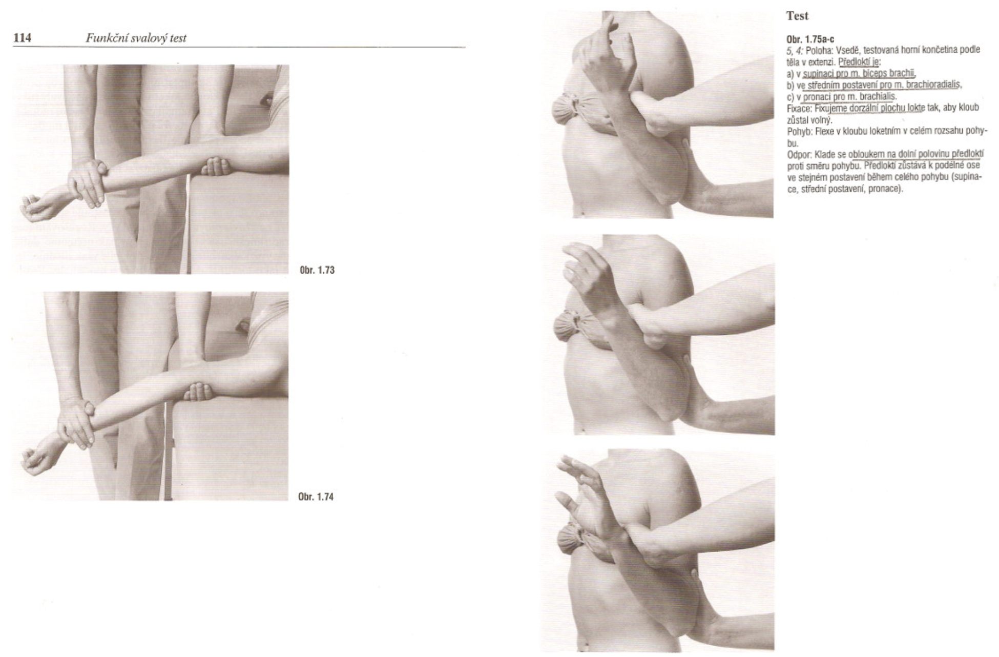 114 Funkční svalový test
Obr. 1.73
Obr. 1.74
Test
Obr. 1.75a-c
5, 4: Poloha: Vsedě, testovaná horní končetina podle
těla v extenzi. Předloktí je:
a) v supinaci pro m. biceps brachii,
b) ve středním postavení pro m. brachioradialis,
c) v pronaci pro m. brachialis.
Fixace: Fixujeme dorzální plochu lokte tak, aby kloub
zůstal volný.
Pohyb: Flexe v kloubu loketním v celém rozsahu pohy-
bu.
Odpor: Klade se obloukem na dolní polovinu předloktí
proti směru pohybu. Předloktí zůstává k podélné ose
ve stejném postavení během celého pohybu (supina-
ce, střední postavení, pronace).